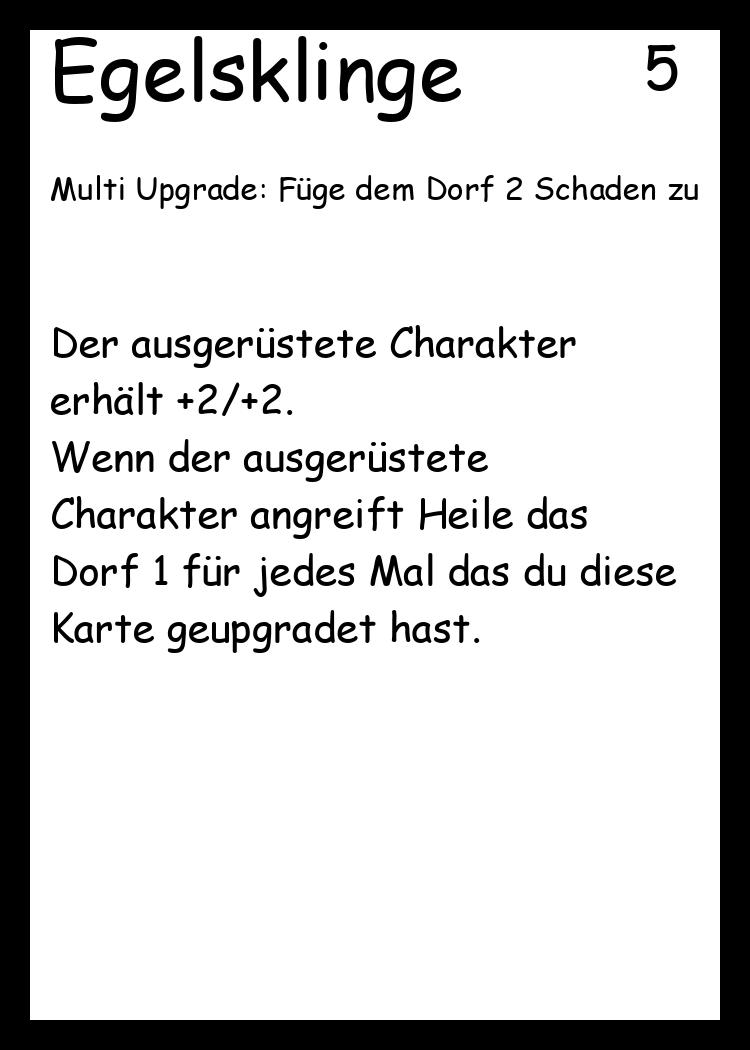 Egelsklinge 5
Multi Upgrade: Füge dem Dorf 2 Schaden zu
Der ausgerüstete Charakter
erhält +2/+2.
Wenn der ausgerüstete
Charakter angreift Heile das
Dorf 1 für jedes Mal das du diese
Karte geupgradet hast.